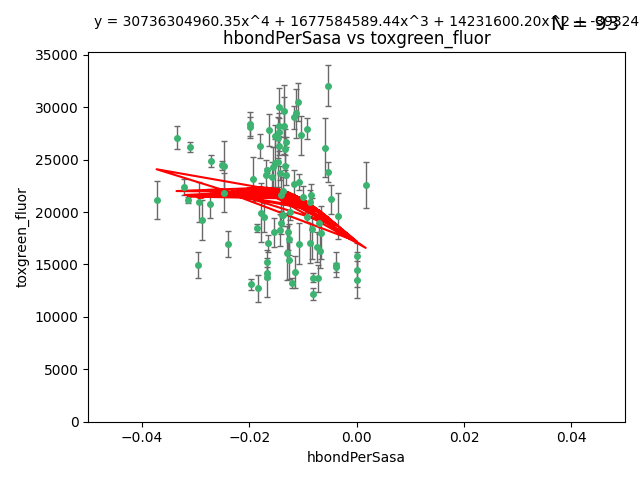 y = 30736304960.35x^4 + 1677584589.44x^3 + 14231600.20x^2 +
N = 93
hbondPerSasa vs toxgreen_fluor
35000
30000
25000
20000
15000
10000
5000
0
toxgreen_fluor
−0.04 −0.02 0.00 0.02 0.04
hbondPerSasa